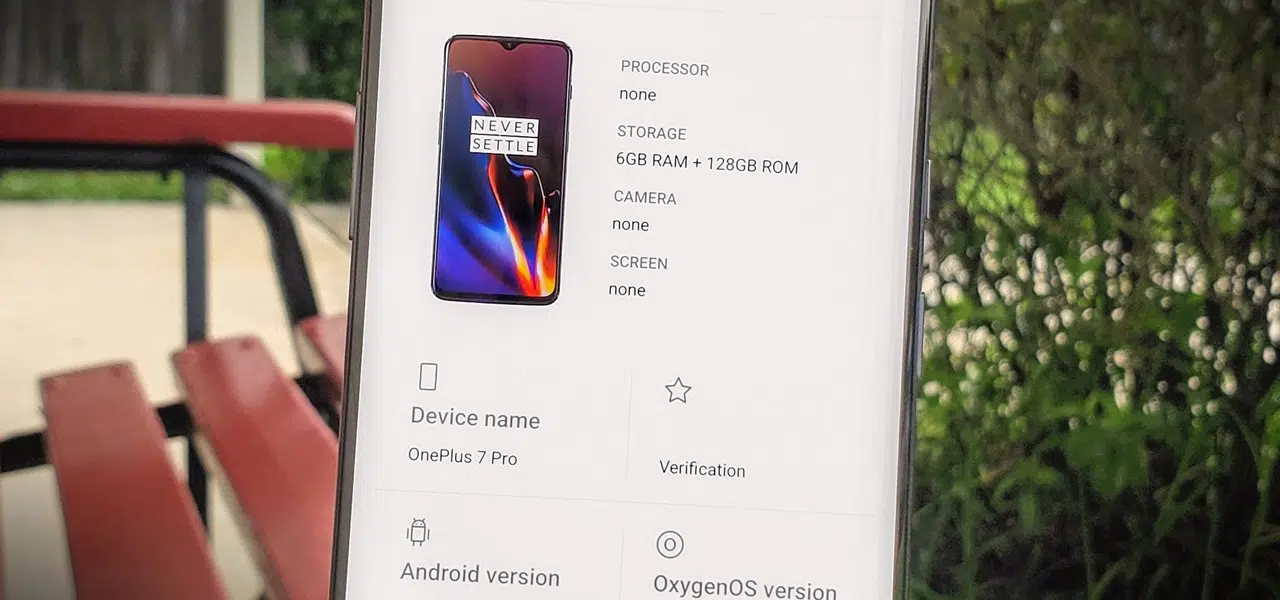 NEVER
SETTLE
PROCESSOR
none
STORAGE
6GB RAM + 128GB ROM
CAMERA
none
SCREEN
none
Device name
OnePlus 7 Pro
Verification
Android version
OxygenOS version